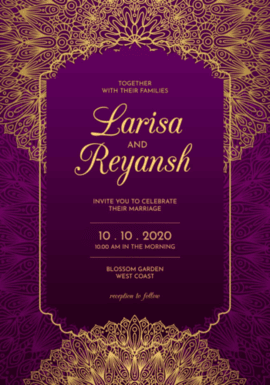 TOGETHER
WITH THEIR FAMILIES
Larisa
AND
Reyansh
INVITE YOU TO CELEBRATE
THEIR MARRIAGE
10 . 10 . 2020
10:00 AM IN THE MORNING
BLOSSOM GARDEN
WEST COAST
reception to follow